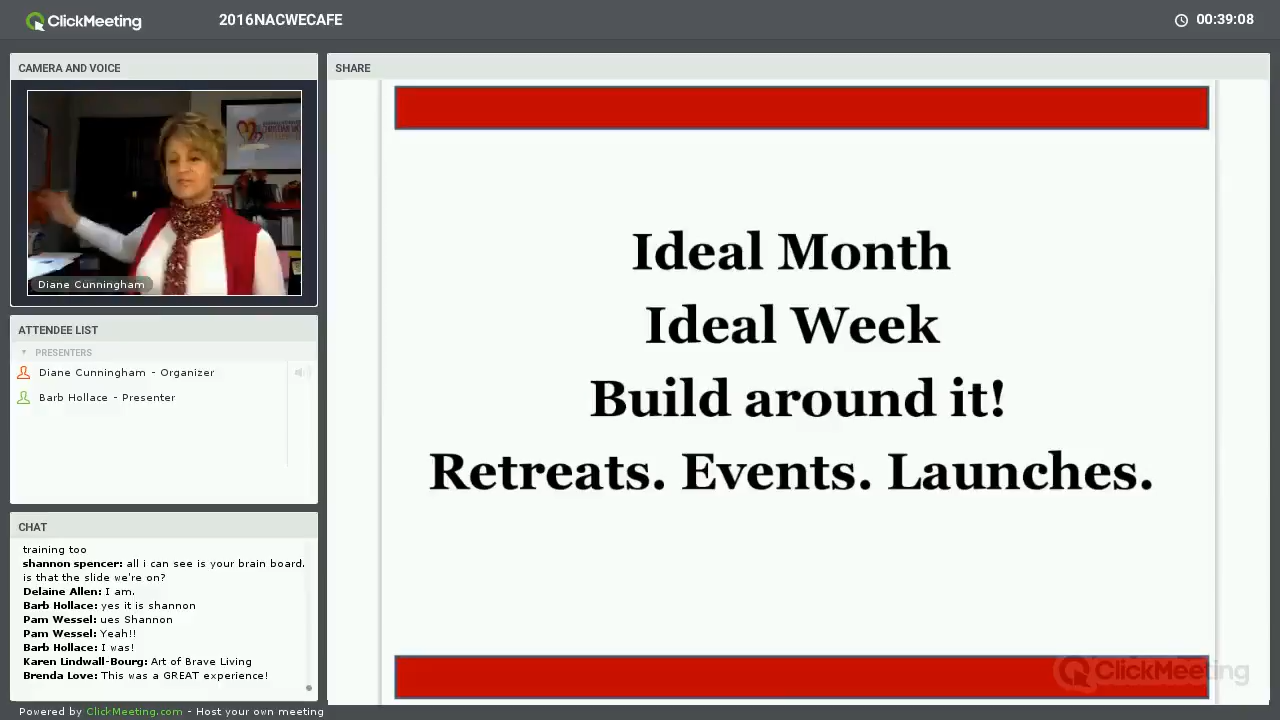 ClickMeeting
2016NACWECAFE
00:39:08
CAMERA AND VOICE
Diane Cunningham
ATTENDEE LIST
PRESENTERS
Diane Cunningham - Organizer
Barb Hollace - Presenter
CHAT
training too
shannon spencer: all i can see is your brain board.
is that the slide we're on?
Delaine Allen: I am.
Barb Hollace: yes it is shannon
Pam Wessel: ues Shannon
Pam Wessel: Yeah!!
Barb Hollace: I was!
Karen Lindwall-Bourg: Art of Brave Living
Brenda Love: This was a GREAT experience!
Powered by ClickMeeting.com - Host your own meeting
SHARE
Ideal Month
Ideal Week
Build around it!
Retreats. Events. Launches.
ClickMeeting